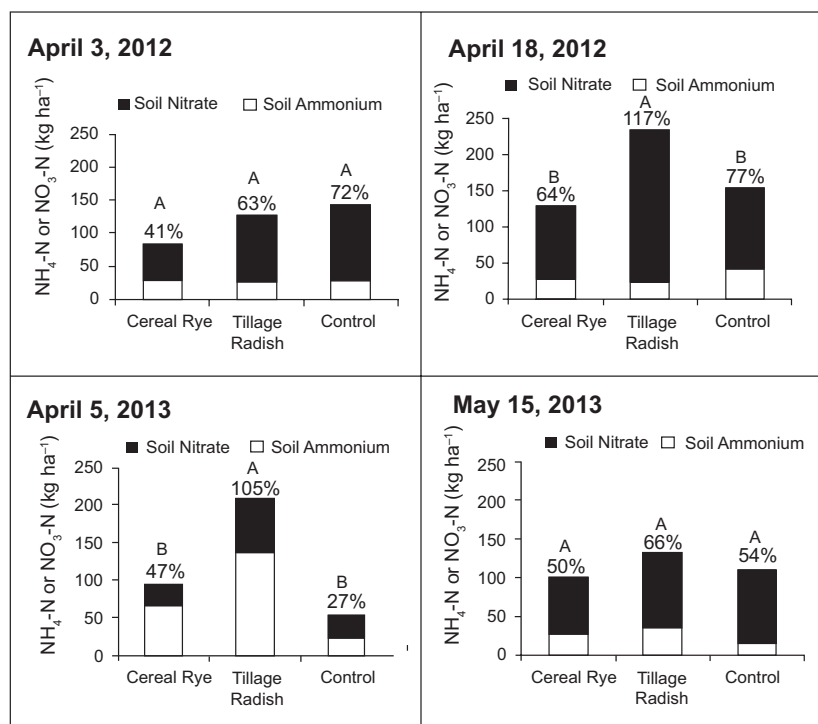 April 3, 2012
Soil Nitrate Soil Ammonium
NH₄-N or NO₃-N (kg ha⁻¹)
250
200
150
100
50
0
A
41%
A
63%
A
72%
Cereal Rye Tillage Control
Radish
April 18, 2012
Soil Nitrate Soil Ammonium
NH₄-N or NO₃-N (kg ha⁻¹)
250
200
150
100
50
0
B
64%
A
117%
B
77%
Cereal Rye Tillage Control
Radish
April 5, 2013
Soil Nitrate Soil Ammonium
NH₄-N or NO₃-N (kg ha⁻¹)
250
200
150
100
50
0
B
47%
A
105%
B
27%
Cereal Rye Tillage Control
Radish
May 15, 2013
Soil Nitrate Soil Ammonium
NH₄-N or NO₃-N (kg ha⁻¹)
250
200
150
100
50
0
A
50%
A
66%
A
54%
Cereal Rye Tillage Control
Radish